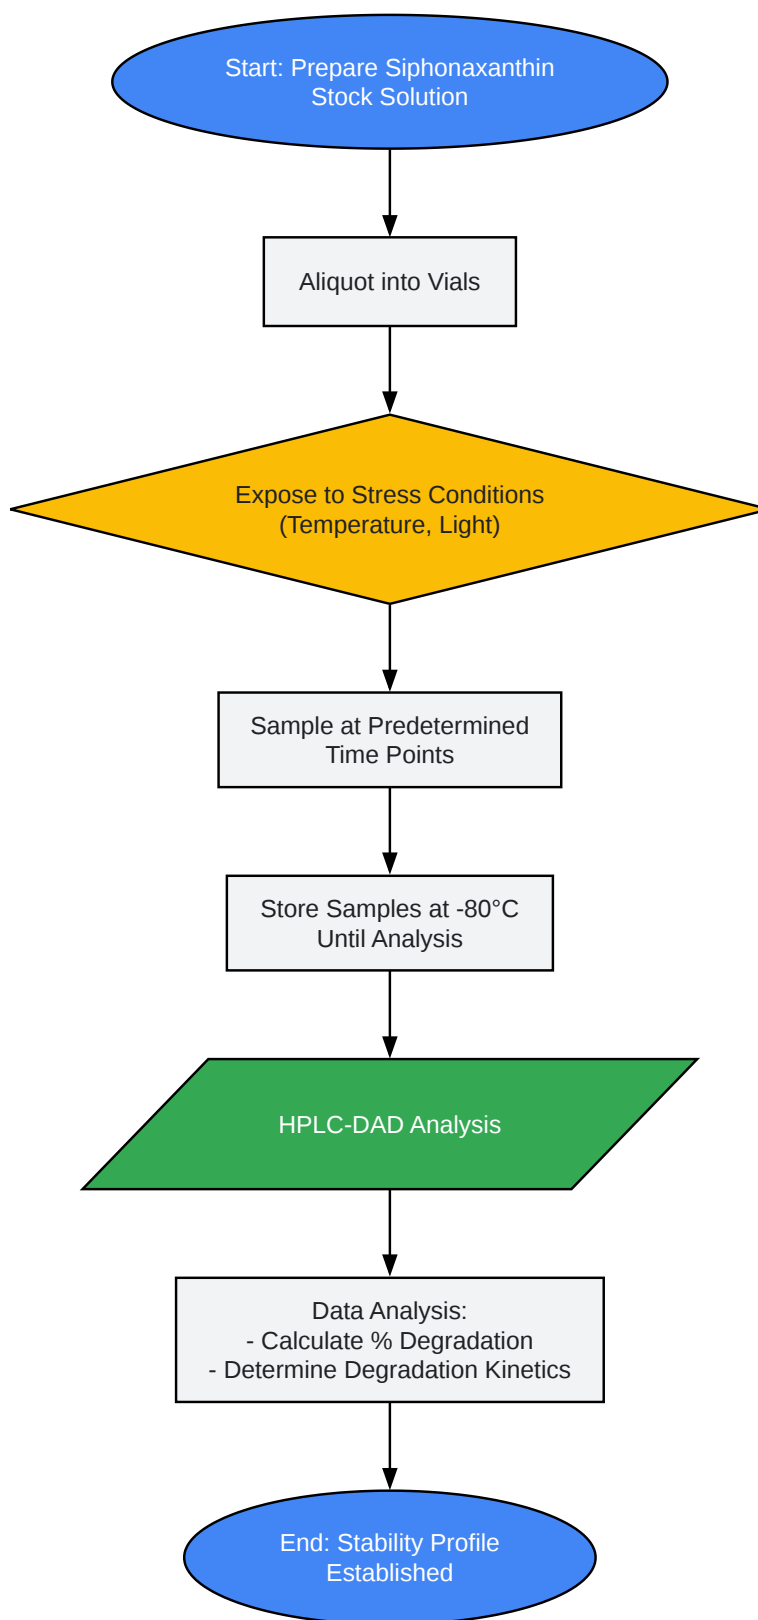 Start: Prepare Siphonaxanthin
Stock Solution
Aliquot into Vials
Expose to Stress Conditions
(Temperature, Light)
Sample at Predetermined
Time Points
Store Samples at -80°C
Until Analysis
HPLC-DAD Analysis
Data Analysis:
- Calculate % Degradation
- Determine Degradation Kinetics
End: Stability Profile
Established